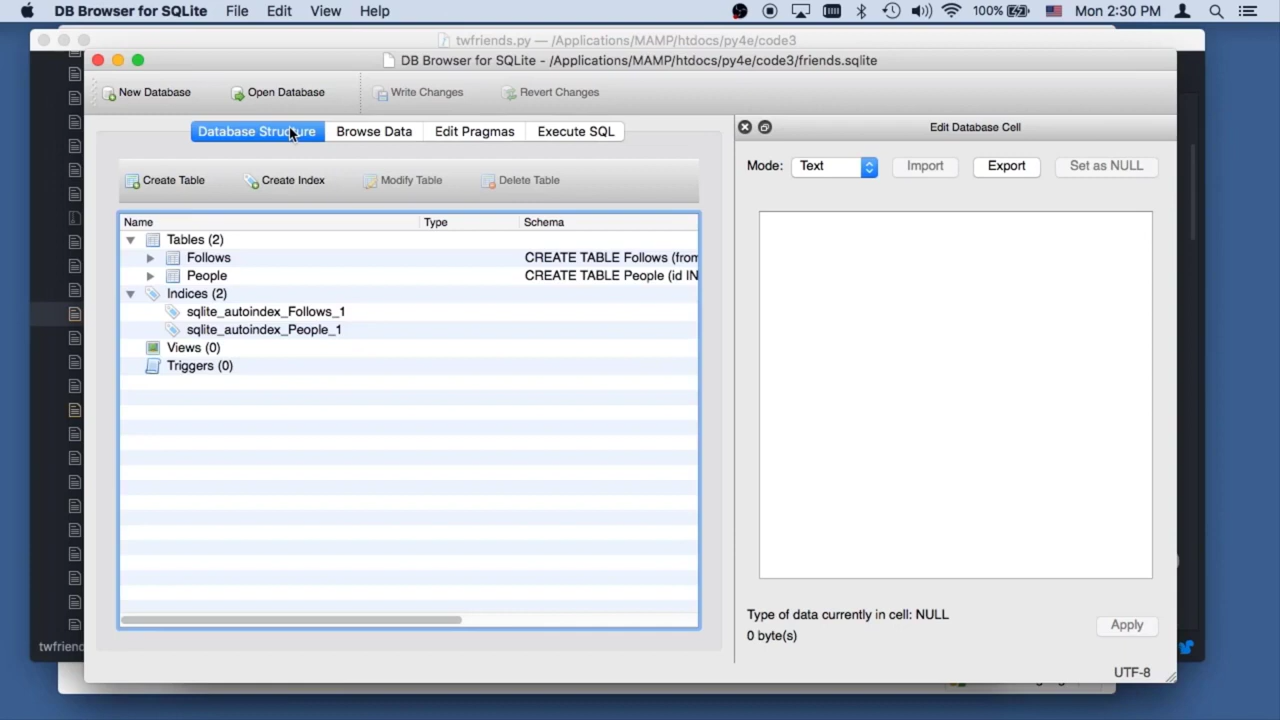 DB Browser for SQLite File Edit View Help 100% Mon 2:30 PM
twfriends.py — /Applications/MAMP/htdocs/py4e/code3
DB Browser for SQLite - /Applications/MAMP/htdocs/py4e/code3/friends.sqlite
New Database Open Database Write Changes Revert Changes
Database Structure Browse Data Edit Pragmas Execute SQL
Edit Database Cell
Mode: Text Import Export Set as NULL
Create Table Create Index Modify Table Delete Table
Name Type Schema
Tables (2)
Follows CREATE TABLE Follows (from
People CREATE TABLE People (id IN
Indices (2)
sqlite_autoindex_Follows_1
sqlite_autoindex_People_1
Views (0)
Triggers (0)
Type of data currently in cell: NULL
0 byte(s)
Apply
twfriend
UTF-8